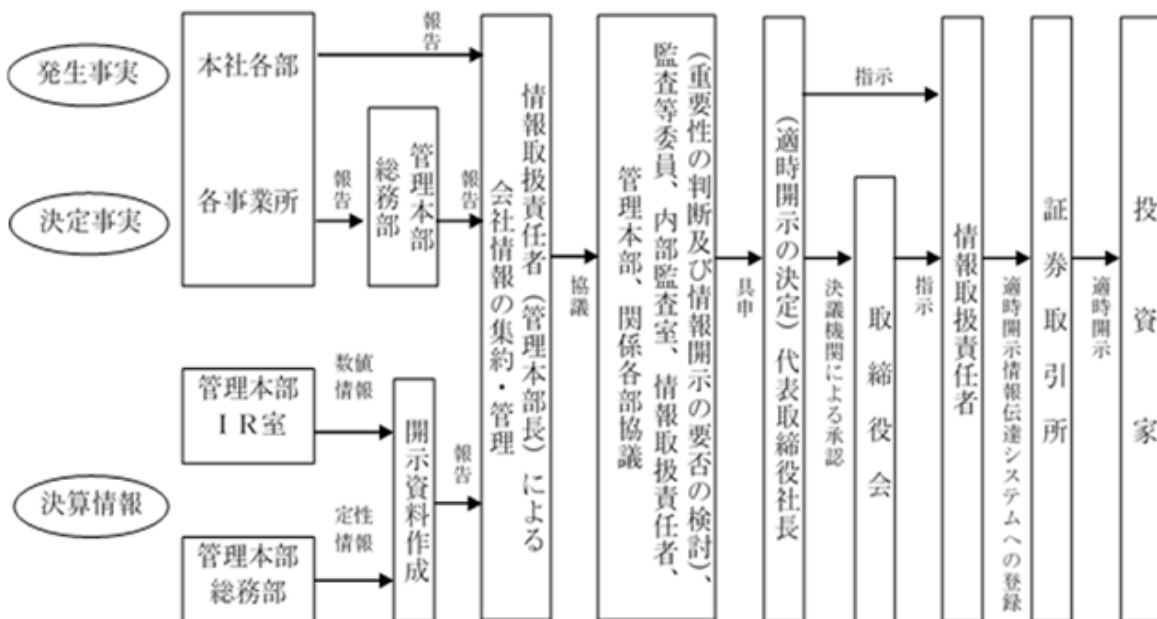 発生事実
決定事実
決算情報
本社各部
各事業所
報告
報告
管理本部
総務部
報告
管理本部
ＩＲ室
数値
情報
管理本部
総務部
定性
情報
開示資料作成
報告
情報取扱責任者（管理本部長）による
会社情報の集約・管理
協議
（重要性の判断及び情報開示の要否の検討）、
監査等委員、内部監査室、情報取扱責任者、
管理本部、関係各部協議
具申
（適時開示の決定）代表取締役社長
指示
決議機関による承認
取締役会
指示
情報取扱責任者
適時開示情報伝達システムへの登録
証券取引所
適時開示
投資家